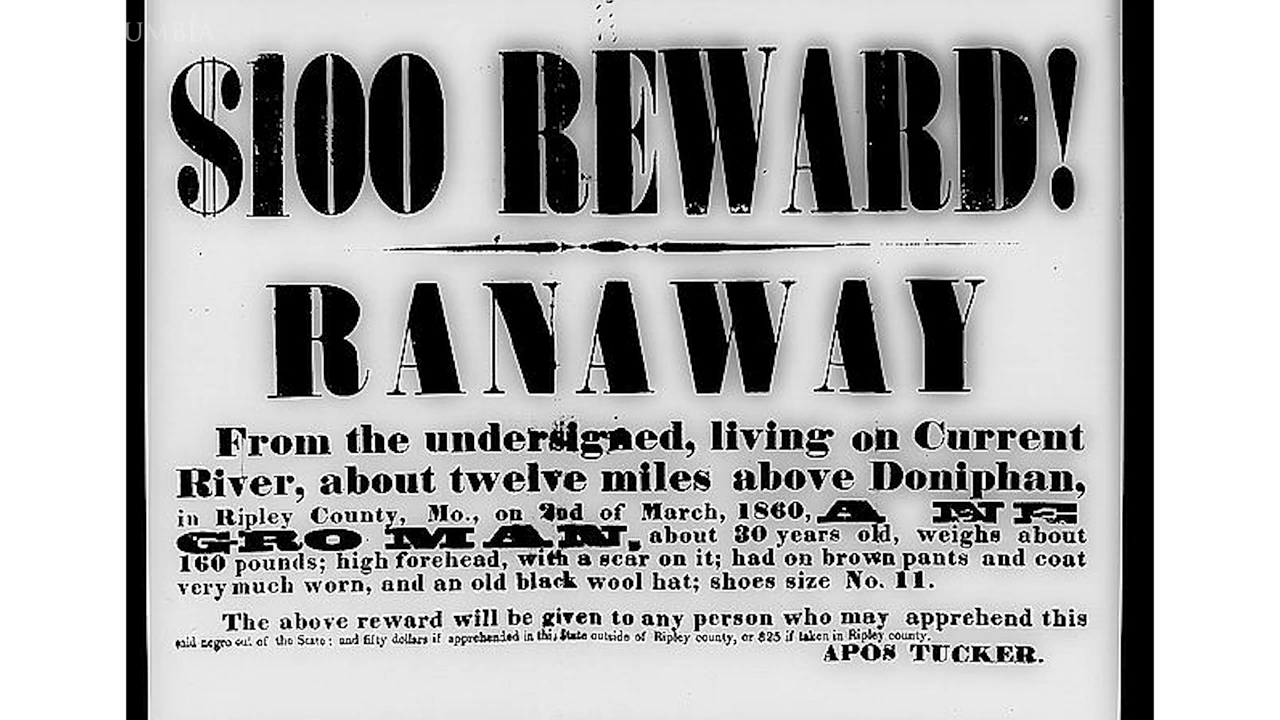 UMBIA
$100 REWARD!
RANAWAY
From the undersigned, living on Current
River, about twelve miles above Doniphan,
in Ripley County, Mo., on 2nd of March, 1860, A NE
GRO MAN, about 30 years old, weighs about
160 pounds; high forehead, with a scar on it; had on brown pants and coat
very much worn, and an old black wool hat; shoes size No. 11.
The above reward will be given to any person who may apprehend this
said negro out of the State; and fifty dollars if apprehended in this State outside of Ripley county, or $25 if taken in Ripley county.
APOS TUCKER.